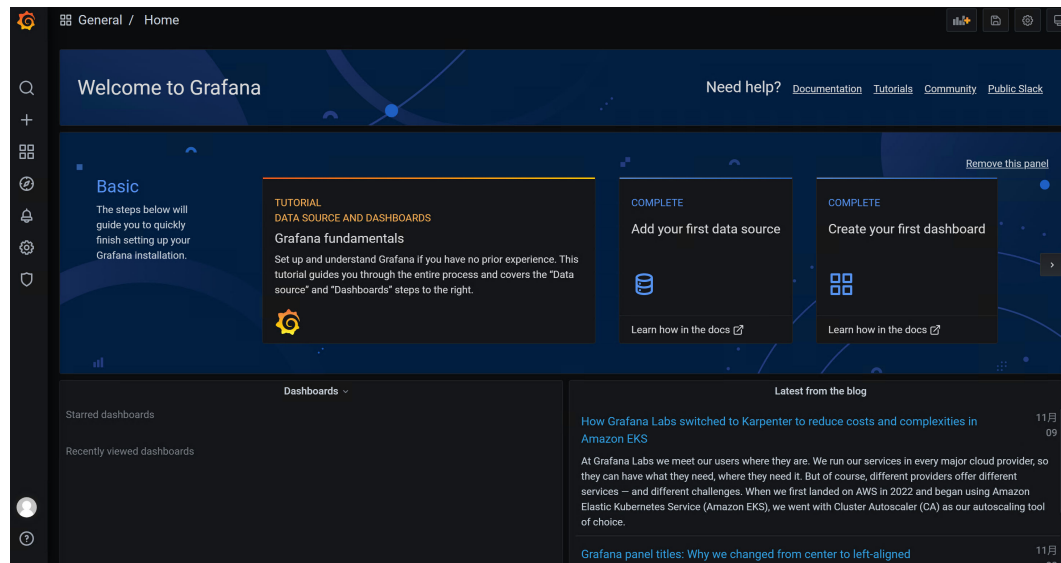 General / Home
Welcome to Grafana
Need help? Documentation Tutorials Community Public Slack
Remove this panel
Basic
The steps below will
guide you to quickly
finish setting up your
Grafana installation.
TUTORIAL
DATA SOURCE AND DASHBOARDS
Grafana fundamentals
Set up and understand Grafana if you have no prior experience. This
tutorial guides you through the entire process and covers the “Data
source” and “Dashboards” steps to the right.
COMPLETE
Add your first data source
Learn how in the docs
COMPLETE
Create your first dashboard
Learn how in the docs
Dashboards
Starred dashboards
Recently viewed dashboards
Latest from the blog
How Grafana Labs switched to Karpenter to reduce costs and complexities in
Amazon EKS
11月
09
At Grafana Labs we meet our users where they are. We run our services in every major cloud provider, so
they can have what they need, where they need it. But of course, different providers offer different
services — and different challenges. When we first landed on AWS in 2022 and began using Amazon
Elastic Kubernetes Service (Amazon EKS), we went with Cluster Autoscaler (CA) as our autoscaling tool
of choice.
Grafana panel titles: Why we changed from center to left-aligned
11月